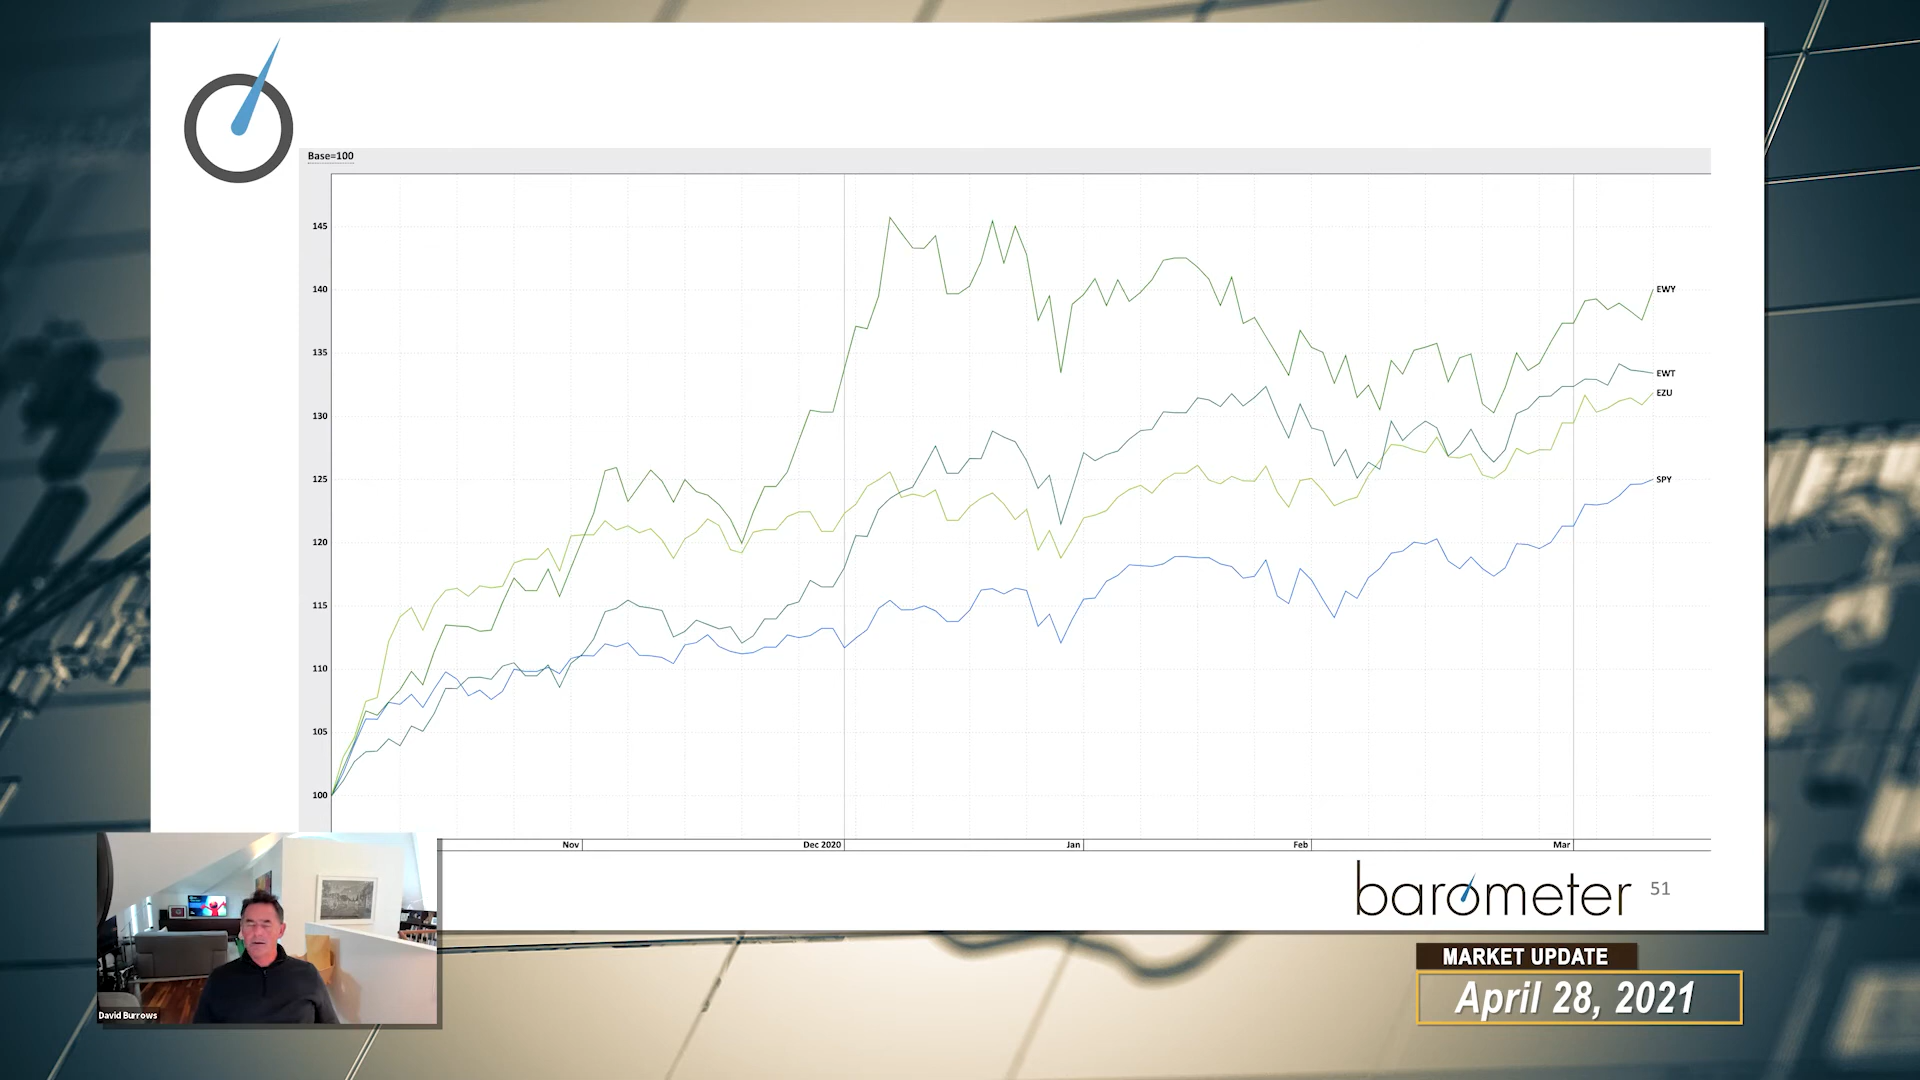 Base=100
145
140
135
130
125
120
115
110
105
100
EWY
EWT
EZU
SPY
Nov
Dec 2020
Jan
Feb
Mar
barometer
51
MARKET UPDATE
April 28, 2021
David Burrows